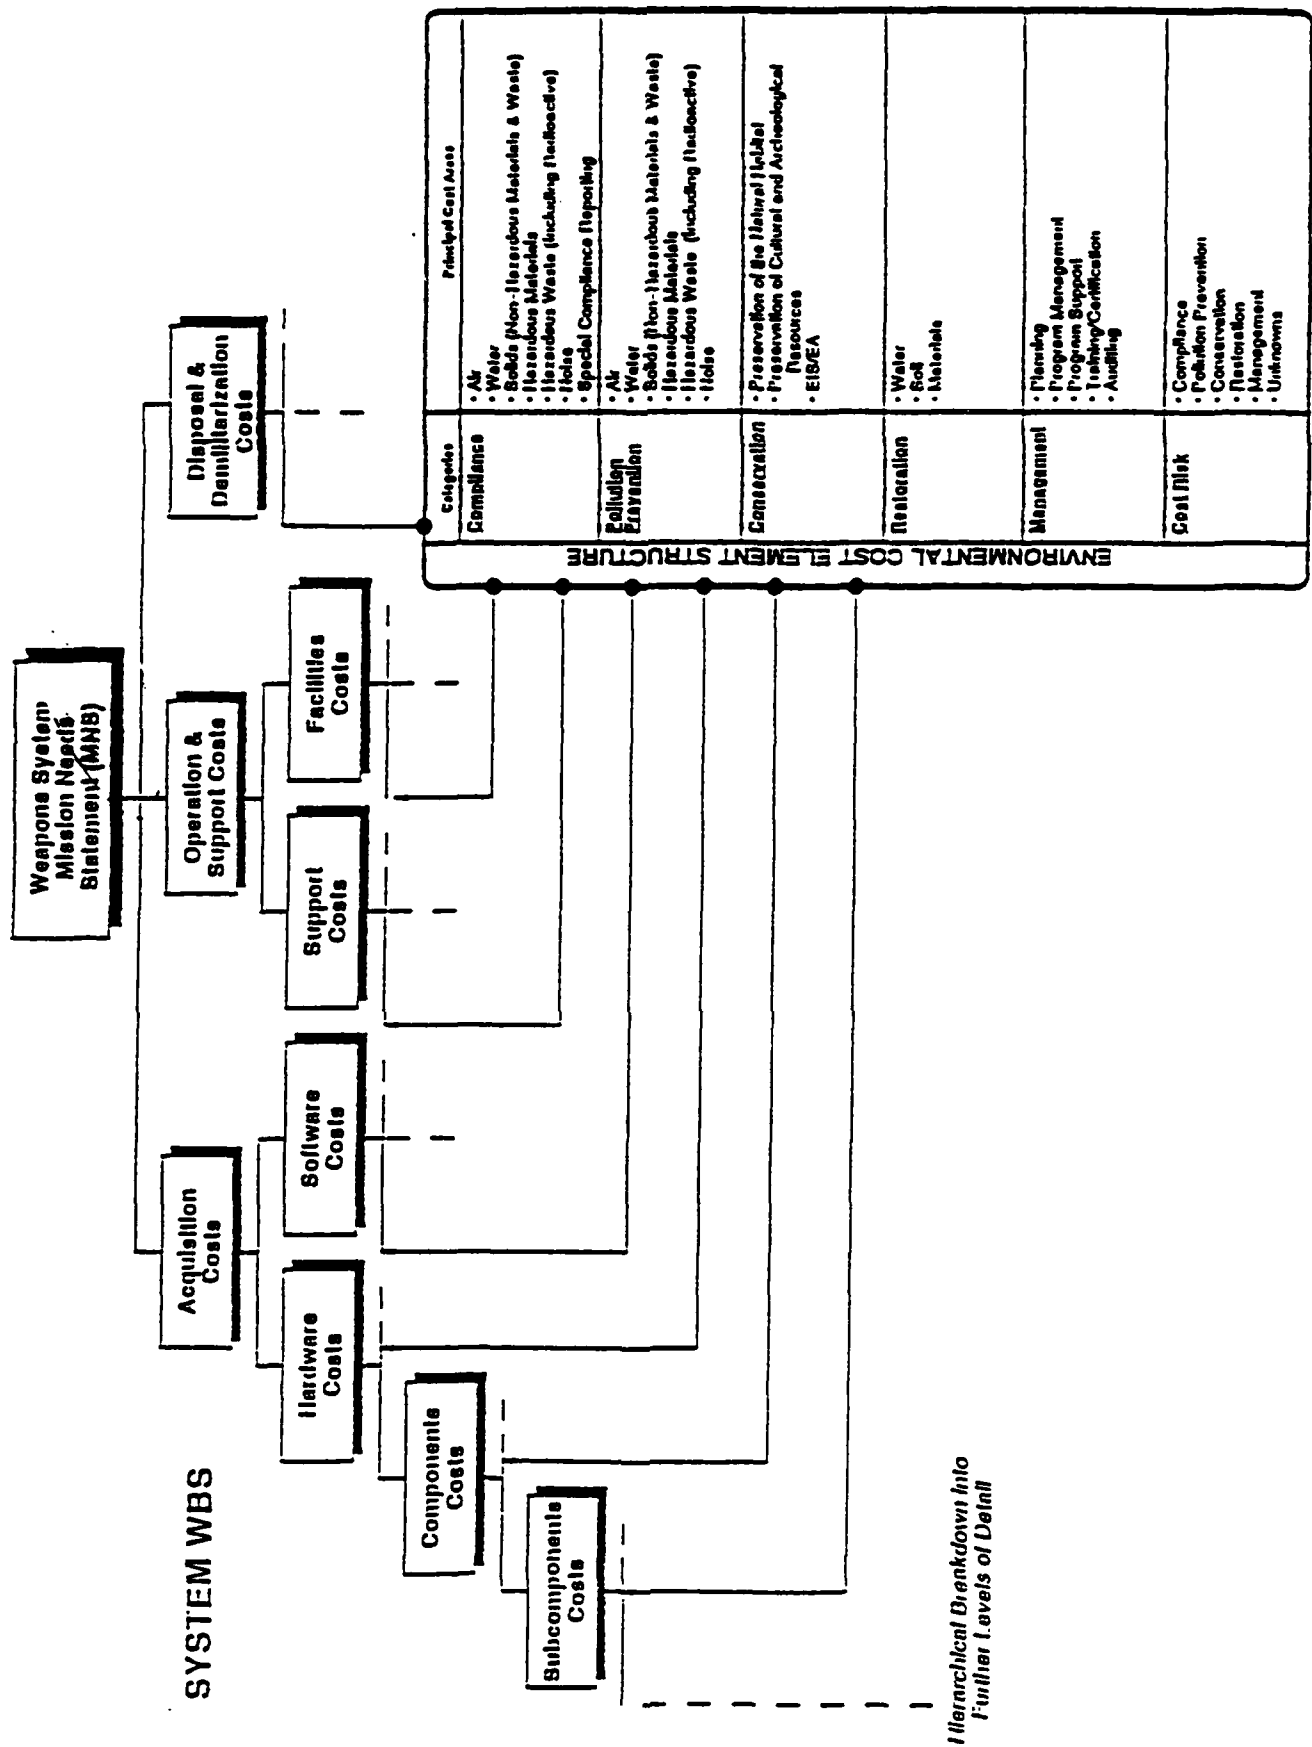 SYSTEM WBS
Weapons System
Mission Needs
Statement (MNS)
Acquisition
Costs
Operation &
Support Costs
Disposal &
Demilitarization
Costs
Hardware
Costs
Software
Costs
Support
Costs
Facilities
Costs
Components
Costs
Subcomponents
Costs
Hierarchical Breakdown Into
Further Levels of Detail
ENVIRONMENTAL COST ELEMENT STRUCTURE
Categories
Principal Cost Areas
Compliance
• Air
• Water
• Solids (Non-Hazardous Materials & Waste)
• Hazardous Materials
• Hazardous Waste (Including Radioactive)
• Noise
• Special Compliance Reporting
Pollution
Prevention
• Air
• Water
• Solids (Non-Hazardous Materials & Waste)
• Hazardous Materials
• Hazardous Waste (Including Radioactive)
• Noise
Conservation
• Preservation of the Natural Habitat
• Preservation of Cultural and Archeological
Resources
• EIS/EA
Restoration
• Water
• Soil
• Materials
Management
• Planning
• Program Management
• Program Support
• Training/Certification
• Auditing
Cost Risk
• Compliance
• Pollution Prevention
• Conservation
• Restoration
• Management
• Unknowns